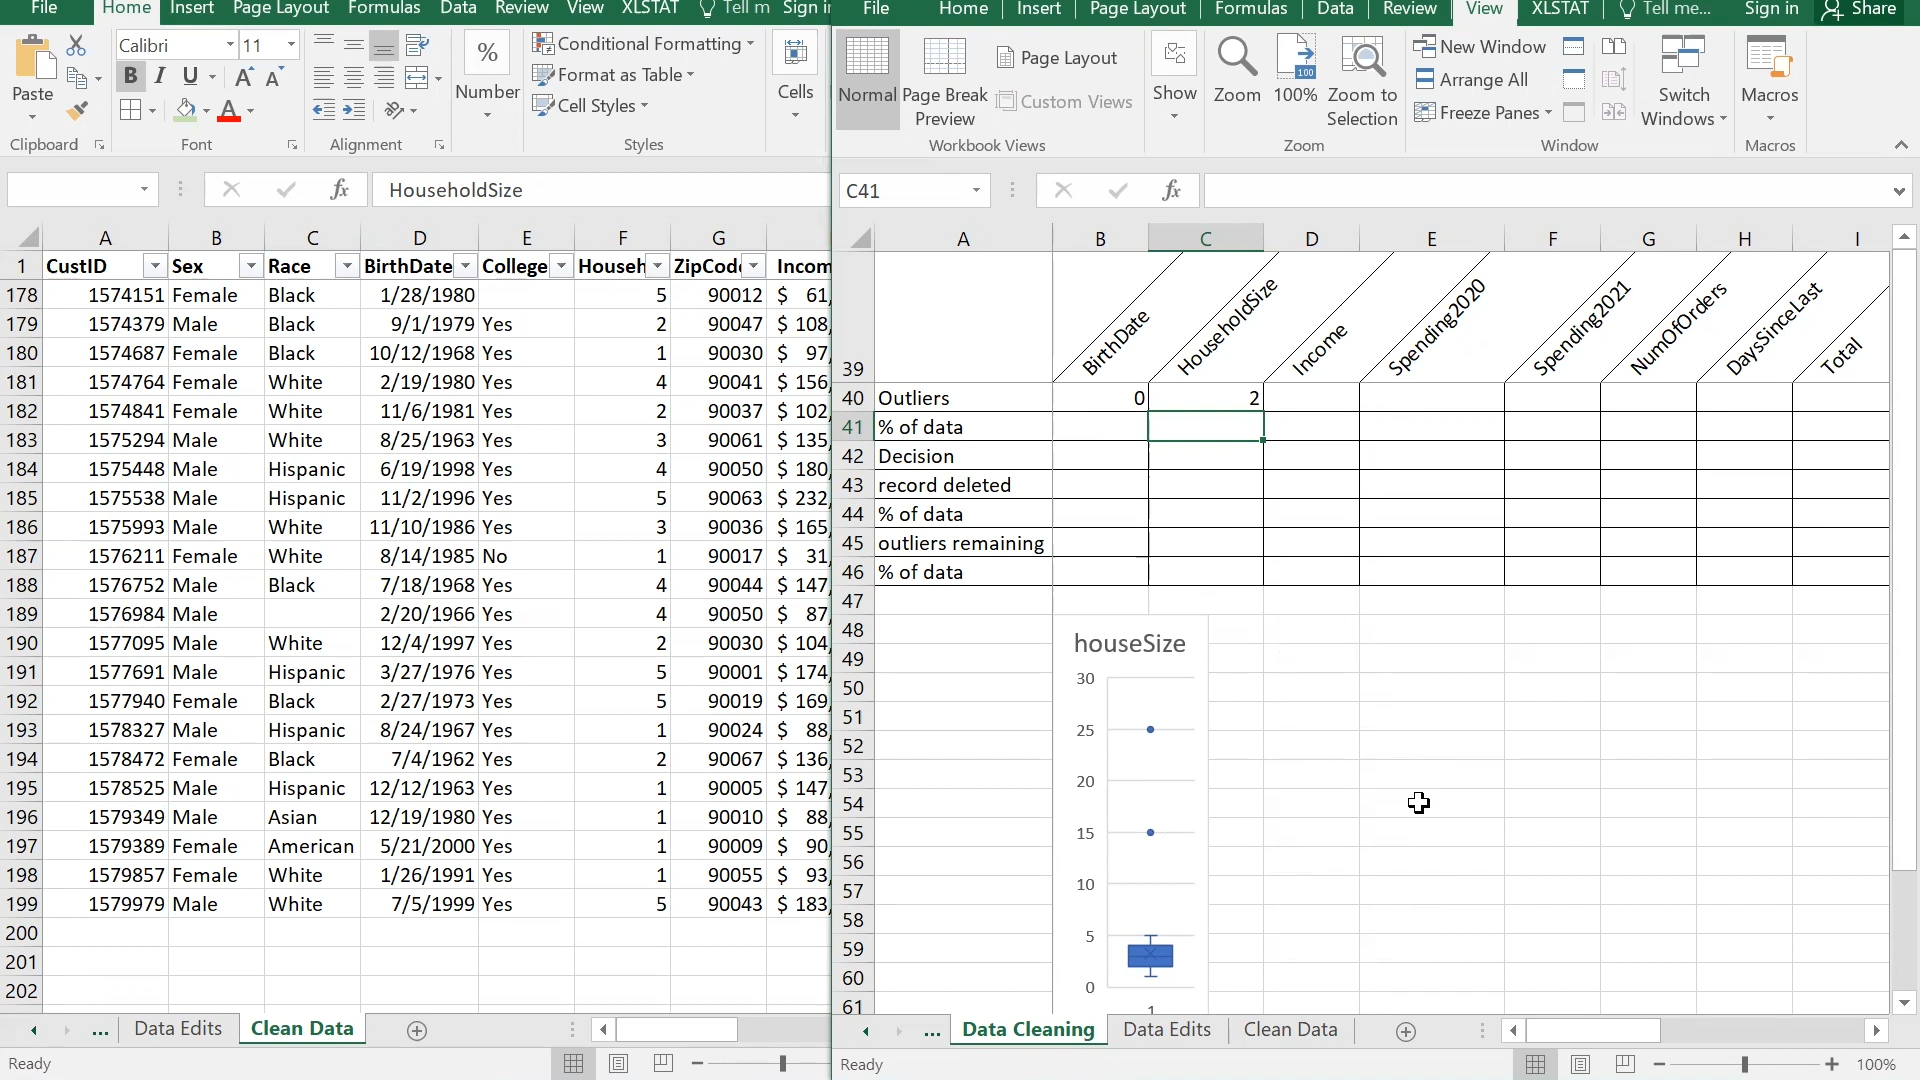 File Home Insert Page Layout Formulas Data Review View XLSTAT Tell m Sign i
Paste
Calibri 11
B I U A A
A
%
Number
Conditional Formatting
Format as Table
Cell Styles
Cells
Clipboard Font Alignment Styles
fx HouseholdSize
A B C D E F G
1 CustID Sex Race BirthDate College Househ ZipCod Incom
178 1574151 Female Black 1/28/1980 5 90012 $ 61,
179 1574379 Male Black 9/1/1979 Yes 2 90047 $ 108,
180 1574687 Female Black 10/12/1968 Yes 1 90030 $ 97,
181 1574764 Female White 2/19/1980 Yes 4 90041 $ 156,
182 1574841 Female White 11/6/1981 Yes 2 90037 $ 102,
183 1575294 Male White 8/25/1963 Yes 3 90061 $ 135,
184 1575448 Male Hispanic 6/19/1998 Yes 4 90050 $ 180,
185 1575538 Male Hispanic 11/2/1996 Yes 5 90063 $ 232,
186 1575993 Male White 11/10/1986 Yes 3 90036 $ 165,
187 1576211 Female White 8/14/1985 No 1 90017 $ 31,
188 1576752 Male Black 7/18/1968 Yes 4 90044 $ 147,
189 1576984 Male 2/20/1966 Yes 4 90050 $ 87,
190 1577095 Male White 12/4/1997 Yes 2 90030 $ 104,
191 1577691 Male Hispanic 3/27/1976 Yes 5 90001 $ 174,
192 1577940 Female Black 2/27/1973 Yes 5 90019 $ 169,
193 1578327 Male Hispanic 8/24/1967 Yes 1 90024 $ 88,
194 1578472 Female Black 7/4/1962 Yes 2 90067 $ 136,
195 1578525 Male Hispanic 12/12/1963 Yes 1 90005 $ 147,
196 1579349 Male Asian 12/19/1980 Yes 1 90010 $ 88,
197 1579389 Female American 5/21/2000 Yes 1 90009 $ 90,
198 1579857 Female White 1/26/1991 Yes 1 90055 $ 93,
199 1579979 Male White 7/5/1999 Yes 5 90043 $ 183,
200
201
202
... Data Edits Clean Data
Ready
File Home Insert Page Layout Formulas Data Review View XLSTAT Tell me... Sign in Share
Normal
Page Break Preview
Page Layout
Custom Views
Show
Zoom
100
100%
Zoom to Selection
New Window
Arrange All
Freeze Panes
Switch Windows
Macros
Workbook Views Zoom Window Macros
C41 fx
A B C D E F G H I
39 BirthDate HouseholdSize Income Spending2020 Spending2021 NumOfOrders DaysSinceLast Total
40 Outliers 0 2
41 % of data
42 Decision
43 record deleted
44 % of data
45 outliers remaining
46 % of data
47
48
49
50
51
52
53
54
55
56
57
58
59
60
61
houseSize
30
25
20
15
10
5
0
1
... Data Cleaning Data Edits Clean Data
Ready 100%